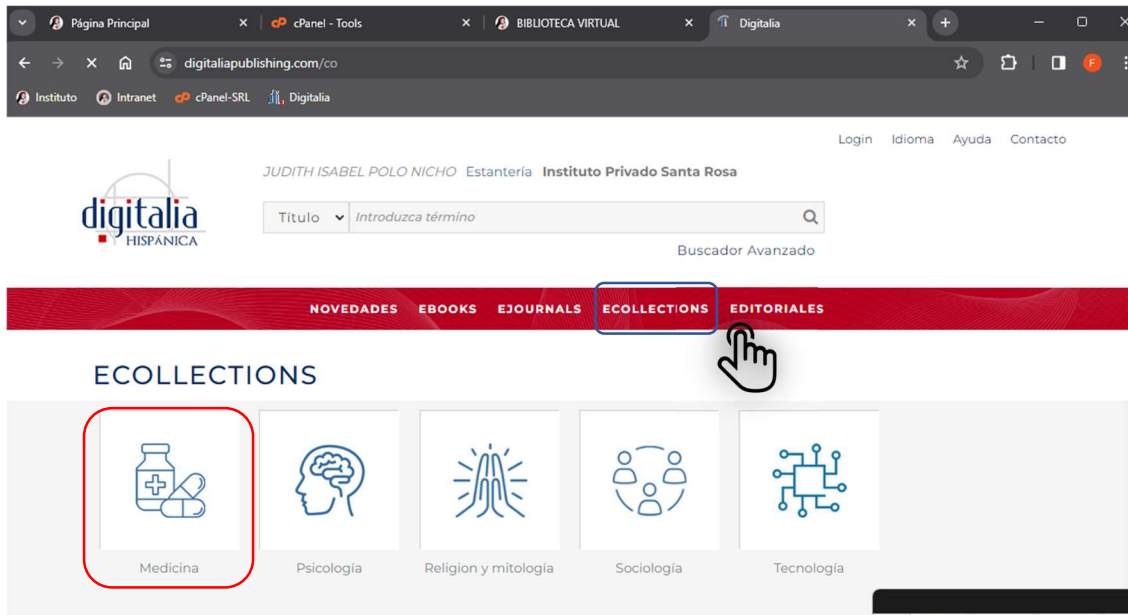 Página Principal
cPanel - Tools
BIBLIOTECA VIRTUAL
Digitalia
digitaliapublishing.com/co
F
Instituto Intranet cPanel-SRL Digitalia
Login Idioma Ayuda Contacto
JUDITH ISABEL POLO NICHO Estantería Instituto Privado Santa Rosa
digitalia
HISPÁNICA
Título Introduzca término
Buscador Avanzado
NOVEDADES EBOOKS EJOURNALS ECOLLECTIONS EDITORIALES
ECOLLECTIONS
Medicina
Psicología
Religion y mitología
Sociología
Tecnología